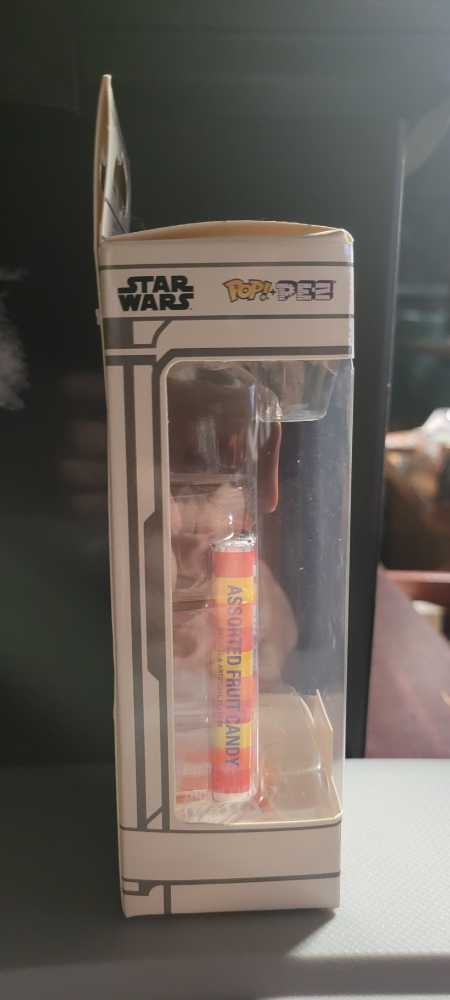 STAR
WARS
POP!+PEZ
ASSORTED FRUIT CANDY